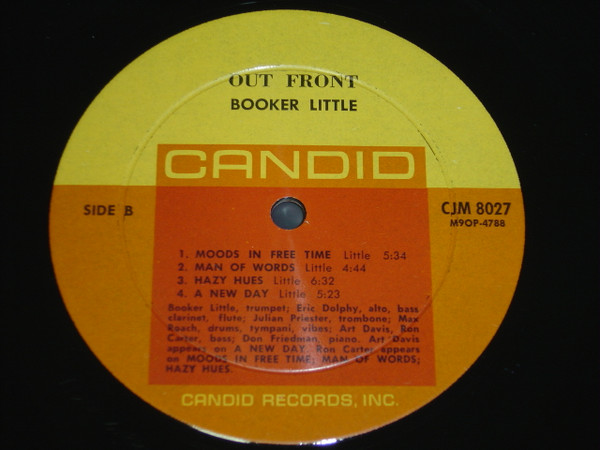 OUT FRONT
BOOKER LITTLE
CANDID
SIDE B
CJM 8027
M9OP-4788
1. MOODS IN FREE TIME Little 5:34
2. MAN OF WORDS Little 4:44
3. HAZY HUES Little 6:32
4. A NEW DAY Little 5:23
Booker Little, trumpet; Eric Dolphy, alto, bass
clarinet, flute; Julian Priester, trombone; Max
Roach, drums, tympani, vibes; Art Davis, Ron
Carter, bass; Don Friedman, piano. Art Davis
appears on A NEW DAY. Ron Carter appears
on MOODS IN FREE TIME; MAN OF WORDS;
HAZY HUES.
CANDID RECORDS, INC.